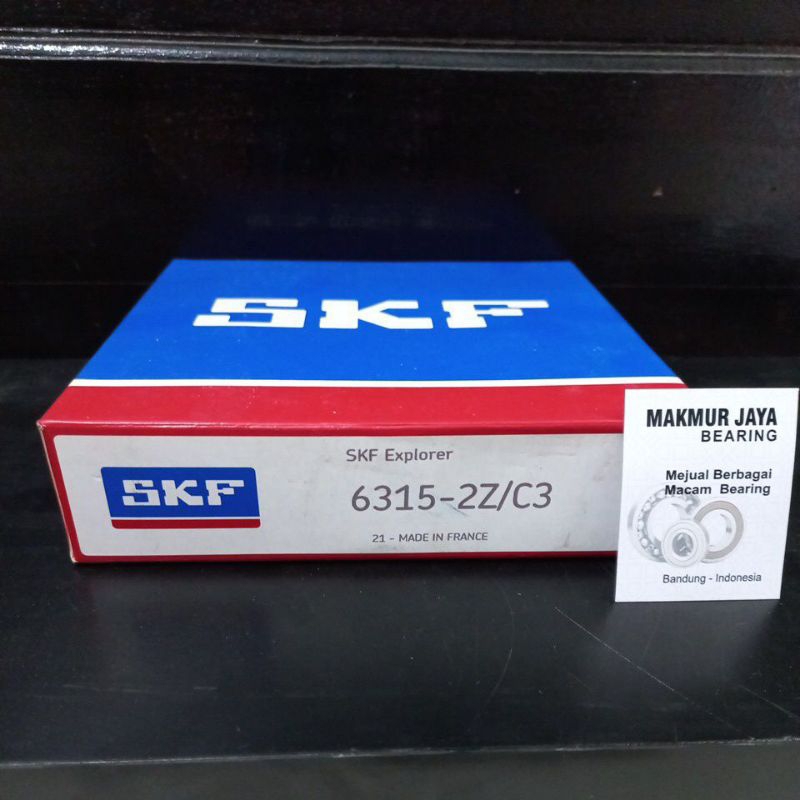 SKF
SKF Explorer
SKF
6315-2Z/C3
21 - MADE IN FRANCE
MAKMUR JAYA
BEARING
Mejual Berbagai
Macam Bearing
Bandung - Indonesia